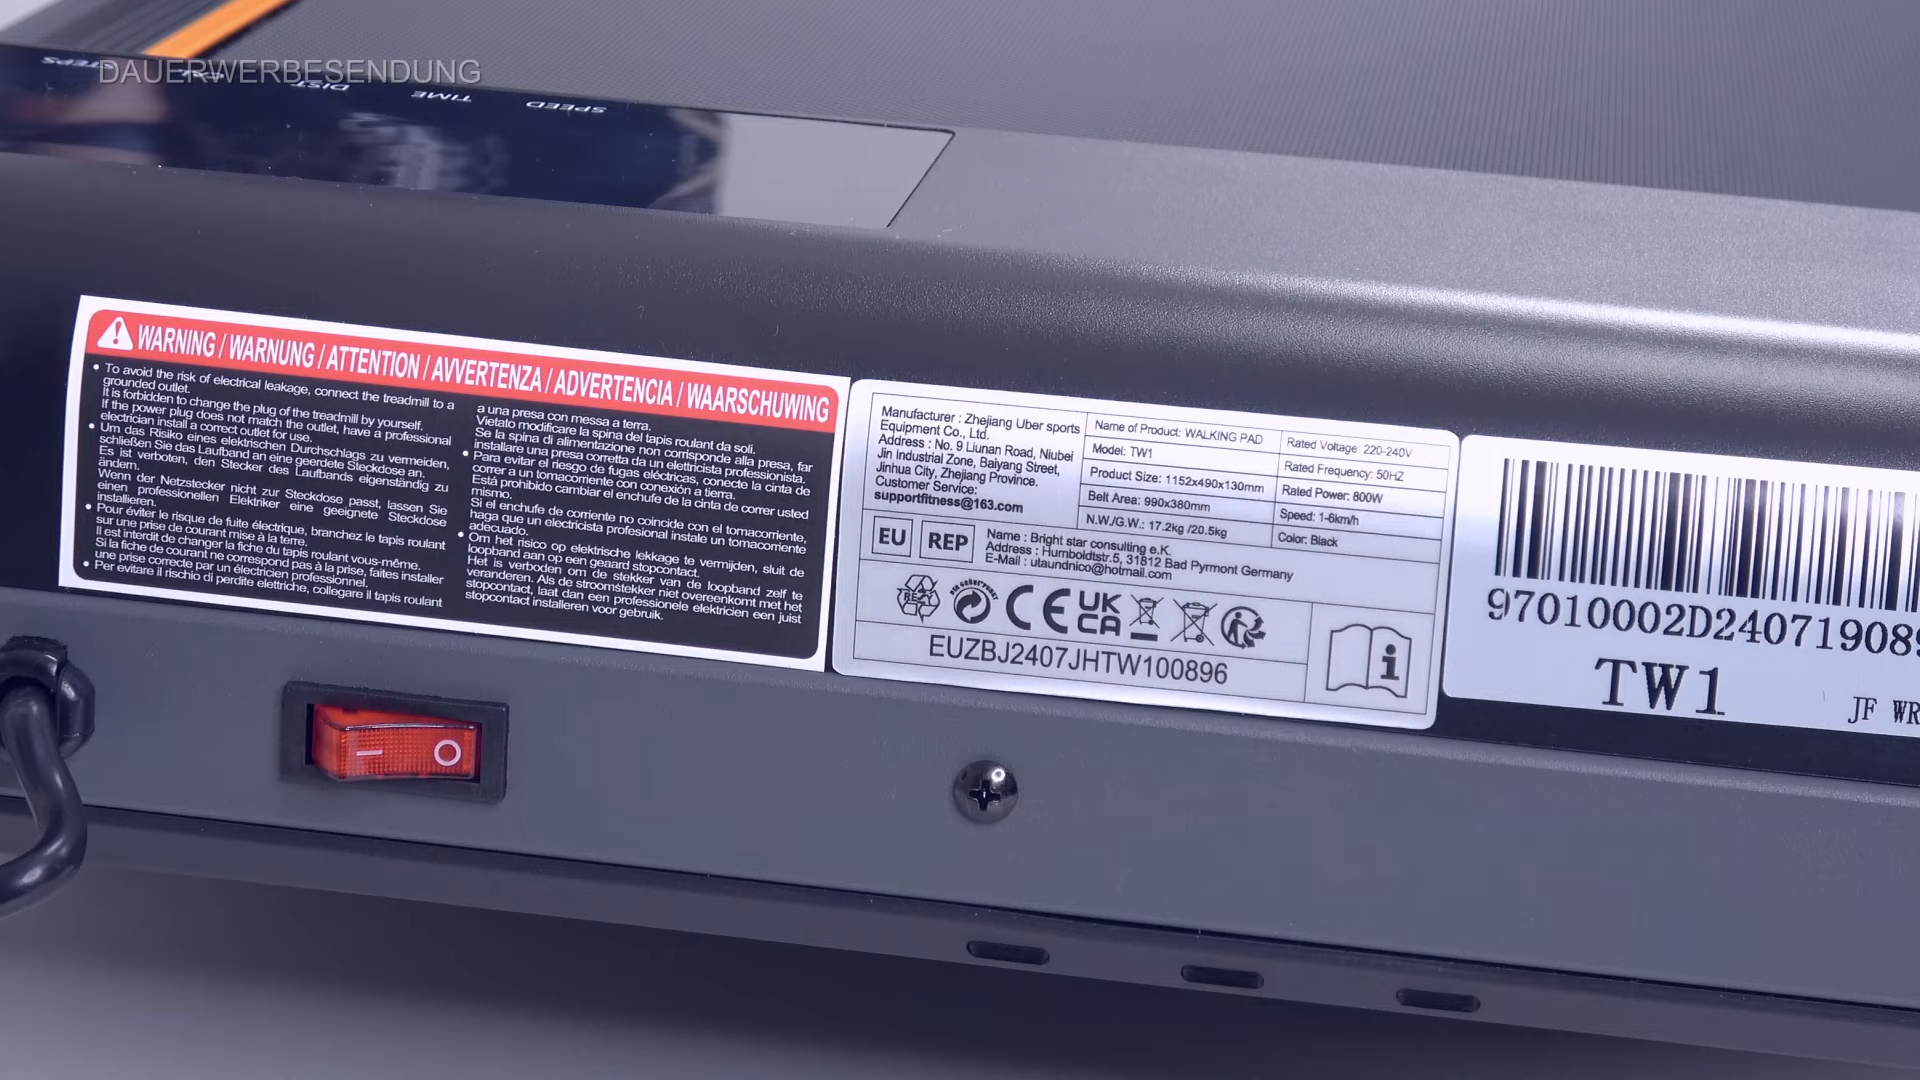 DAUERWERBESENDUNG
STEPS
CAL
DIST
TIME
SPEED
WARNING / WARNUNG / ATTENTION / AVVERTENZA / ADVERTENCIA / WAARSCHUWING
• To avoid the risk of electrical leakage, connect the treadmill to a
grounded outlet.
It is forbidden to change the plug of the treadmill by yourself.
If the power plug does not match the outlet, have a professional
electrician install a correct outlet for use.
• Um das Risiko eines elektrischen Durchschlags zu vermeiden,
schließen Sie das Laufband an eine geerdete Steckdose an.
Es ist verboten, den Stecker des Laufbands eigenständig zu
ändern.
Wenn der Netzstecker nicht zur Steckdose passt, lassen Sie
einen professionellen Elektriker eine geeignete Steckdose
installieren.
• Pour éviter le risque de fuite électrique, branchez le tapis roulant
sur une prise de courant mise à la terre.
Il est interdit de changer la fiche du tapis roulant vous-même.
Si la fiche de courant ne correspond pas à la prise, faites installer
une prise correcte par un électricien professionnel.
• Per evitare il rischio di perdite elettriche, collegare il tapis roulant
a una presa con messa a terra.
Vietato modificare la spina del tapis roulant da soli.
Se la spina di alimentazione non corrisponde alla presa, far
installare una presa corretta da un elettricista professionista.
• Para evitar el riesgo de fugas eléctricas, conecte la cinta de
correr a un tomacorriente con conexión a tierra.
Está prohibido cambiar el enchufe de la cinta de correr usted
mismo.
Si el enchufe de corriente no coincide con el tomacorriente,
haga que un electricista profesional instale un tomacorriente
adecuado.
• Om het risico op elektrische lekkage te vermijden, sluit de
loopband aan op een geaard stopcontact.
Het is verboden om de stekker van de loopband zelf te
veranderen. Als de stroomstekker niet overeenkomt met het
stopcontact, laat dan een professionele elektricien een juist
stopcontact installeren voor gebruik.
Manufacturer : Zhejiang Uber sports
Equipment Co., Ltd.
Address : No. 9 Liunan Road, Niubei
Jin Industrial Zone, Baiyang Street,
Jinhua City, Zhejiang Province.
Customer Service:
supportfitness@163.com
Name of Product: WALKING PAD
Model: TW1
Product Size: 1152x490x130mm
Belt Area: 990x380mm
N.W./G.W.: 17.2kg /20.5kg
Rated Voltage: 220-240V
Rated Frequency: 50HZ
Rated Power: 800W
Speed: 1-6km/h
Color: Black
EU REP
Name : Bright star consulting e.K.
Address : Humboldtstr.5, 31812 Bad Pyrmont Germany
E-Mail : utaundnico@hotmail.com
CE UK
CA
EUZBJ2407JHTW100896
97010002D24071908
TW1
JF WR